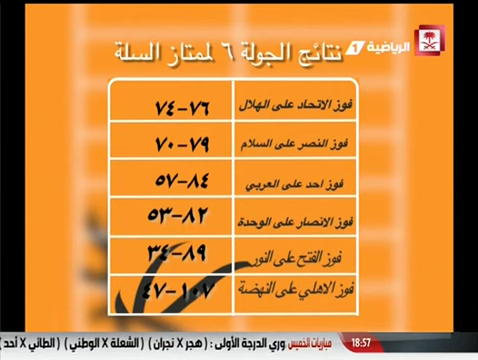 الرياضية 1
نتائج الجولة ٦ لممتاز السلة
فوز الاتحاد على الهلال ٧٦-٧٤
فوز النصر على السلام ٧٩-٧٠
فوز احد على العربي ٨٤-٥٧
فوز الانصار على الوحدة ٨٢-٥٣
فوز الفتح على النور ٨٩-٣٤
فوز الاهلي على النهضة ١٠٧-٤٧
18:57 مباريات الخميس وري الدرجة الأولى : ( هجر X نجران ) ( الشعلة X الوطني ) ( الطائي X أحد )